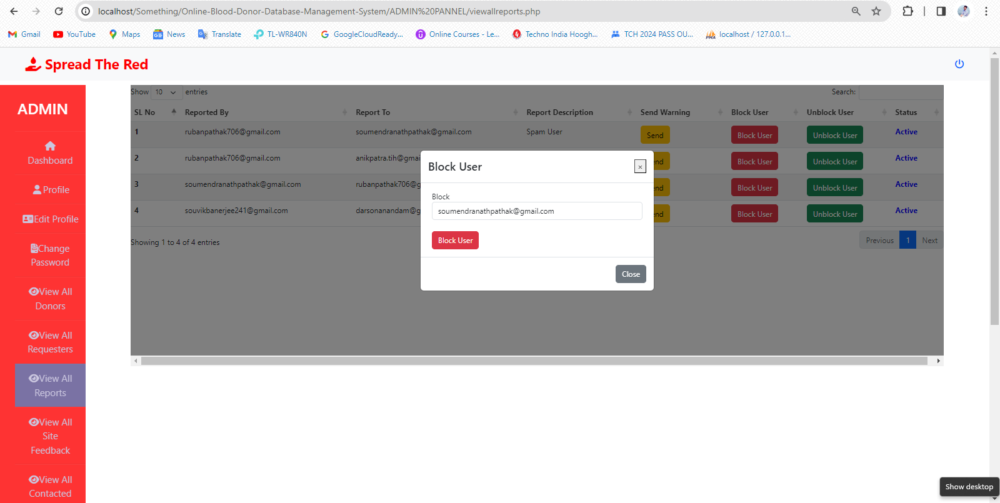 localhost/Something/Online-Blood-Donor-Database-Management-System/ADMIN%20PANNEL/viewallreports.php
Gmail YouTube Maps News Translate TL-WR840N GoogleCloudReady... Online Courses - Le... Techno India Hoogh... TCH 2024 PASS OU... localhost / 127.0.0.1...
Spread The Red
ADMIN
Dashboard
Profile
Edit Profile
Change
Password
View All
Donors
View All
Requesters
View All
Reports
View All
Site
Feedback
View All
Contacted
Show 10 entries Search:
SL No Reported By Report To Report Description Send Warning Block User Unblock User Status
1 rubanpathak706@gmail.com soumendranathpathak@gmail.com Spam User Send Block User Unblock User Active
2 rubanpathak706@gmail.com anikpatra.tih@gmai end Block User Unblock User Active
3 soumendranathpathak@gmail.com rubanpathak706@g end Block User Unblock User Active
4 souvikbanerjee241@gmail.com darsonanandam@g end Block User Unblock User Active
Showing 1 to 4 of 4 entries Previous 1 Next
Block User ×
Block
soumendranathpathak@gmail.com
Block User
Close
Show desktop